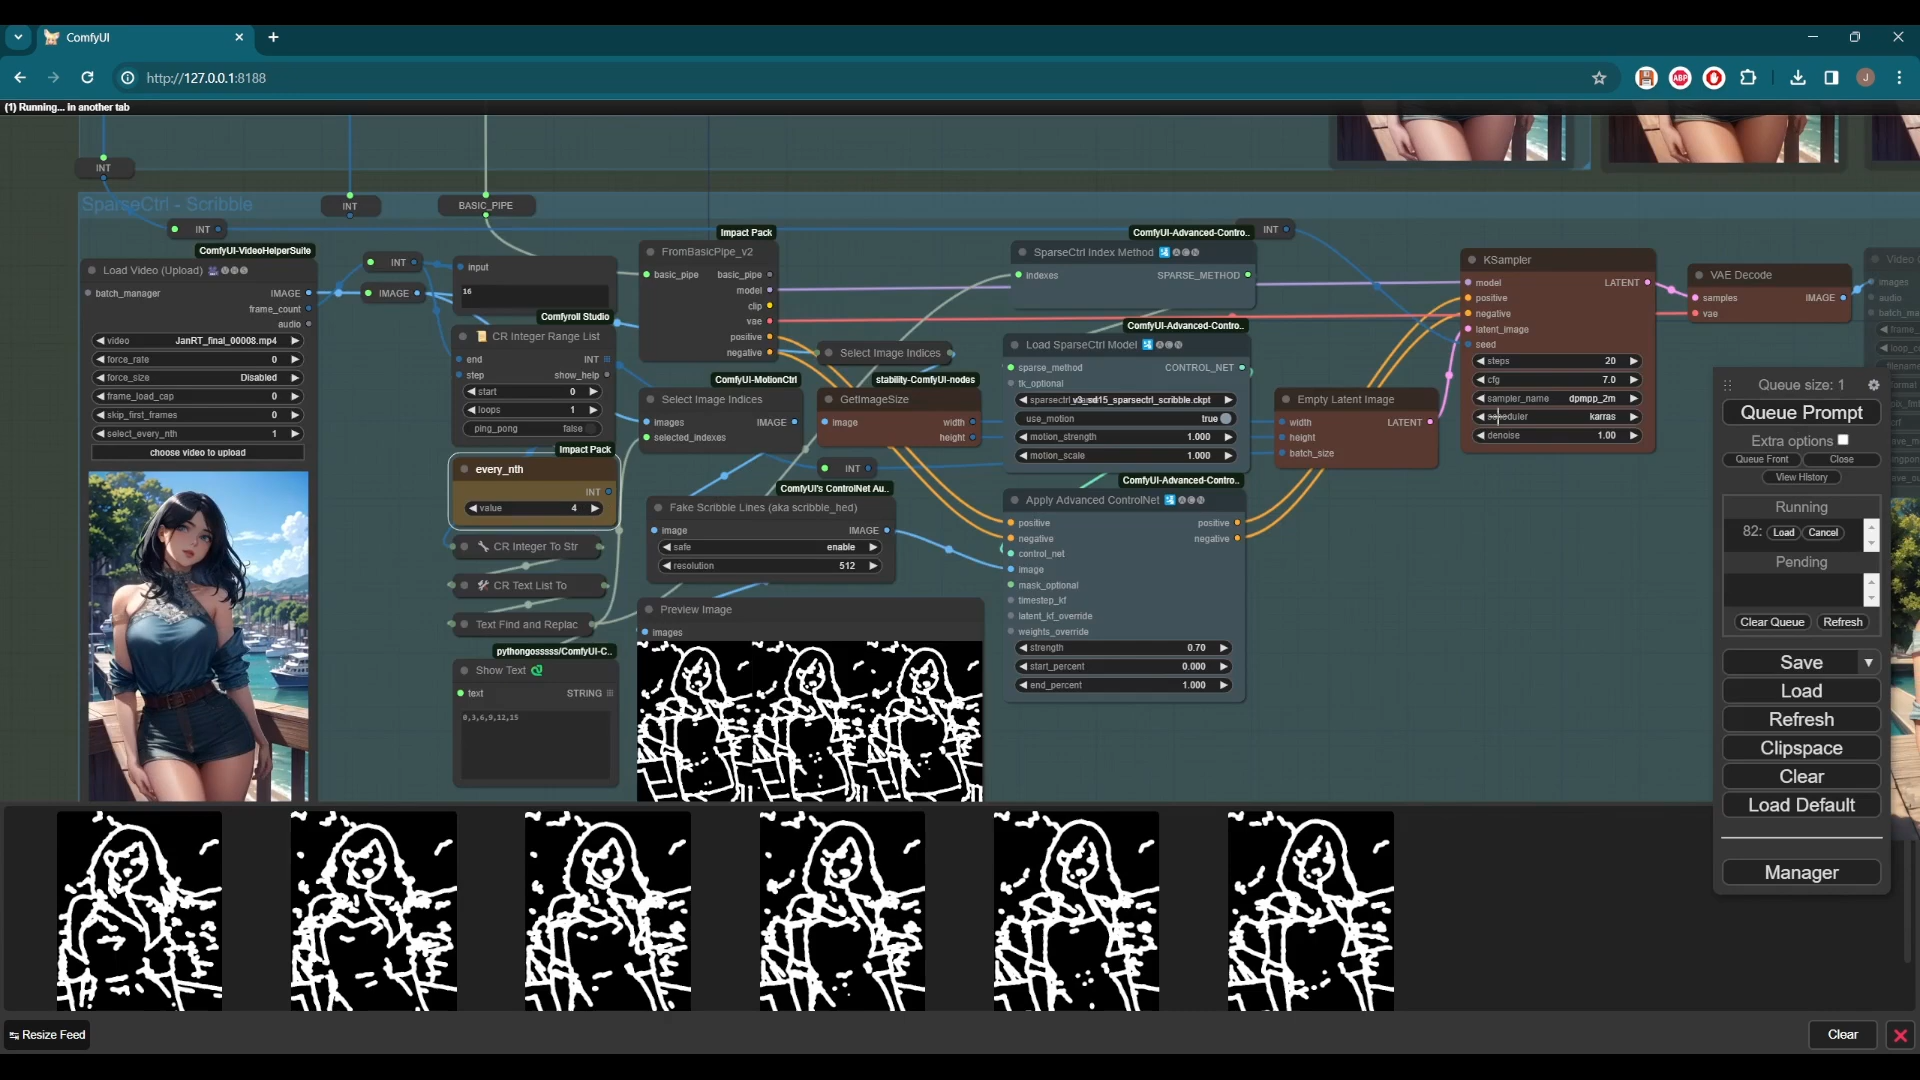 ComfyUI
http://127.0.0.1:8188
ABP
J
(1) Running... in another tab
INT
SparseCtrl - Scribble
INT
BASIC_PIPE
INT
ComfyUI-VideoHelperSuite
Load Video (Upload)
batch_manager IMAGE
frame_count
audio
video JanRT_final_00008.mp4
force_rate 0
force_size Disabled
frame_load_cap 0
skip_first_frames 0
select_every_nth 1
choose video to upload
INT
IMAGE
input
16
Comfyroll Studio
CR Integer Range List
end INT
step show_help
start 0
loops 1
ping_pong false
Impact Pack
every_nth
INT
value 4
CR Integer To Str
CR Text List To
Text Find and Replac
pythongosssss/ComfyUI-C..
Show Text
text STRING
0,3,6,9,12,15
Impact Pack
FromBasicPipe_v2
basic_pipe basic_pipe
model
clip
vae
positive
negative
Select Image Indices
ComfyUI-MotionCtrl
Select Image Indices
images IMAGE
selected_indexes
stability-ComfyUI-nodes
GetImageSize
image width
height
INT
ComfyUI's ControlNet Au..
Fake Scribble Lines (aka scribble_hed)
image IMAGE
safe enable
resolution 512
Preview Image
images
ComfyUI-Advanced-Contro..
INT
SparseCtrl Index Method
indexes SPARSE_METHOD
ComfyUI-Advanced-Contro..
Load SparseCtrl Model
sparse_method CONTROL_NET
tk_optional
v3_sd15_sparsectrl_scribble.ckpt
use_motion true
motion_strength 1.000
motion_scale 1.000
ComfyUI-Advanced-Contro..
Apply Advanced ControlNet
positive positive
negative negative
control_net
image
mask_optional
timestep_kf
latent_kf_override
weights_override
strength 0.70
start_percent 0.000
end_percent 1.000
Empty Latent Image
width LATENT
height
batch_size
KSampler
model LATENT
positive
negative
latent_image
seed
steps 20
cfg 7.0
sampler_name dpmpp_2m
scheduler karras
denoise 1.00
VAE Decode
samples IMAGE
vae
Video
images
audio
batch_ma
frame_
loop_c
filename
Queue size: 1
Queue Prompt
Extra options
Queue Front Close
View History
Running
82: Load Cancel
Pending
Clear Queue Refresh
Save
Load
Refresh
Clipspace
Clear
Load Default
Manager
Resize Feed
Clear